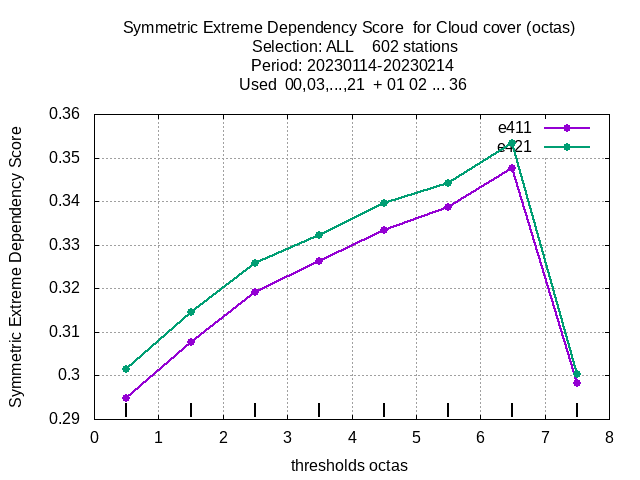 Symmetric Extreme Dependency Score  for Cloud cover (octas)
Selection: ALL    602 stations
Period: 20230114-20230214
Used  00,03,...,21  + 01 02 ... 36
0.36
0.35
0.34
0.33
0.32
0.31
0.3
0.29
Symmetric Extreme Dependency Score
e411
e421
0 1 2 3 4 5 6 7 8
thresholds octas